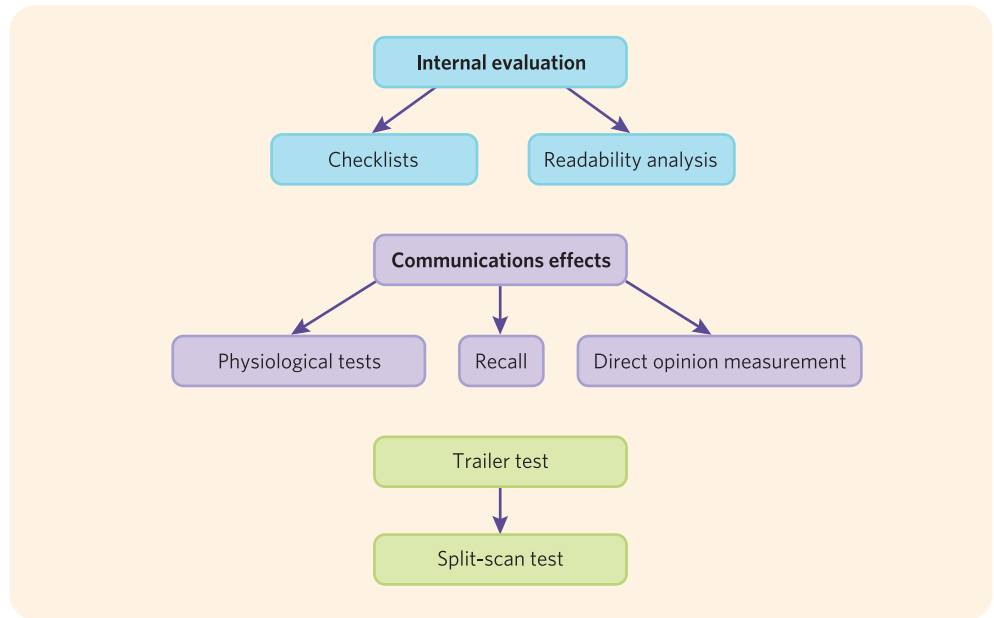 Internal evaluation
Checklists
Readability analysis
Communications effects
Physiological tests
Recall
Direct opinion measurement
Trailer test
Split-scan test